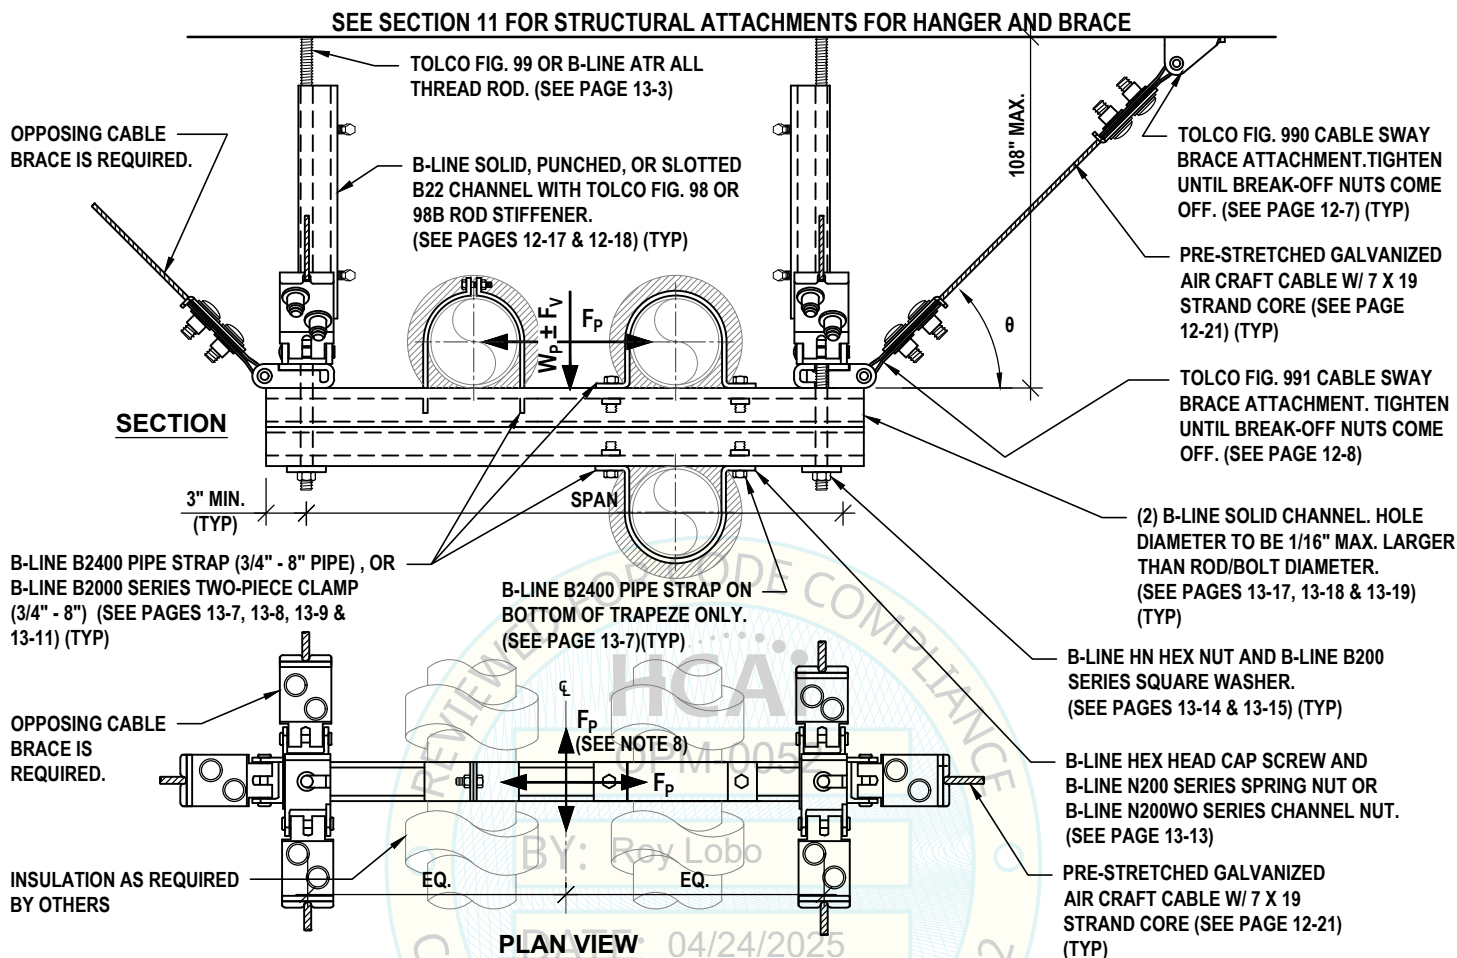 SEE SECTION 11 FOR STRUCTURAL ATTACHMENTS FOR HANGER AND BRACE
TOLCO FIG. 99 OR B-LINE ATR ALL
THREAD ROD. (SEE PAGE 13-3)
OPPOSING CABLE
BRACE IS REQUIRED.
B-LINE SOLID, PUNCHED, OR SLOTTED
B22 CHANNEL WITH TOLCO FIG. 98 OR
98B ROD STIFFENER.
(SEE PAGES 12-17 & 12-18) (TYP)
108" MAX.
TOLCO FIG. 990 CABLE SWAY
BRACE ATTACHMENT.TIGHTEN
UNTIL BREAK-OFF NUTS COME
OFF. (SEE PAGE 12-7) (TYP)
PRE-STRETCHED GALVANIZED
AIR CRAFT CABLE W/ 7 X 19
STRAND CORE (SEE PAGE
12-21) (TYP)
WP ± FV
FP
θ
TOLCO FIG. 991 CABLE SWAY
BRACE ATTACHMENT. TIGHTEN
UNTIL BREAK-OFF NUTS COME
OFF. (SEE PAGE 12-8)
SECTION
3" MIN.
(TYP)
SPAN
(2) B-LINE SOLID CHANNEL. HOLE
DIAMETER TO BE 1/16" MAX. LARGER
THAN ROD/BOLT DIAMETER.
(SEE PAGES 13-17, 13-18 & 13-19)
(TYP)
B-LINE B2400 PIPE STRAP (3/4" - 8" PIPE) , OR
B-LINE B2000 SERIES TWO-PIECE CLAMP
(3/4" - 8") (SEE PAGES 13-7, 13-8, 13-9 &
13-11) (TYP)
B-LINE B2400 PIPE STRAP ON
BOTTOM OF TRAPEZE ONLY.
(SEE PAGE 13-7)(TYP)
B-LINE HN HEX NUT AND B-LINE B200
SERIES SQUARE WASHER.
(SEE PAGES 13-14 & 13-15) (TYP)
OPPOSING CABLE
BRACE IS
REQUIRED.
℄
FP
(SEE NOTE 8)
FP
B-LINE HEX HEAD CAP SCREW AND
B-LINE N200 SERIES SPRING NUT OR
B-LINE N200WO SERIES CHANNEL NUT.
(SEE PAGE 13-13)
INSULATION AS REQUIRED
BY OTHERS
EQ.
EQ.
PRE-STRETCHED GALVANIZED
AIR CRAFT CABLE W/ 7 X 19
STRAND CORE (SEE PAGE 12-21)
(TYP)
PLAN VIEW
REVIEWED FOR CODE COMPLIANCE
HCAI
OPM-0052
BY: Roy Lobo
DATE: 04/24/2025